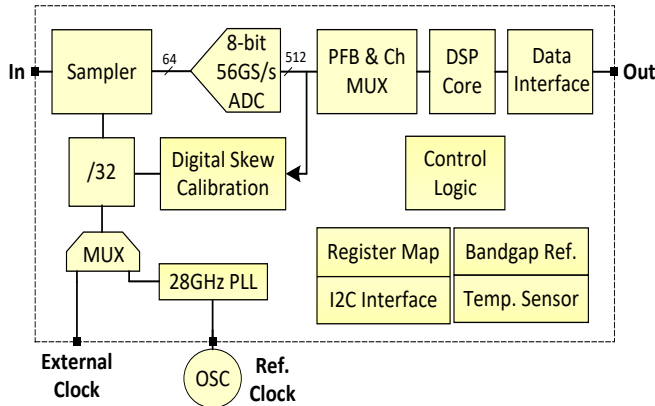 In
Sampler
64
8-bit
56GS/s
ADC
512
PFB & Ch
MUX
DSP
Core
Data
Interface
Out
/32
Digital Skew
Calibration
Control
Logic
MUX
28GHz PLL
Register Map
Bandgap Ref.
I2C Interface
Temp. Sensor
External
Clock
OSC
Ref.
Clock